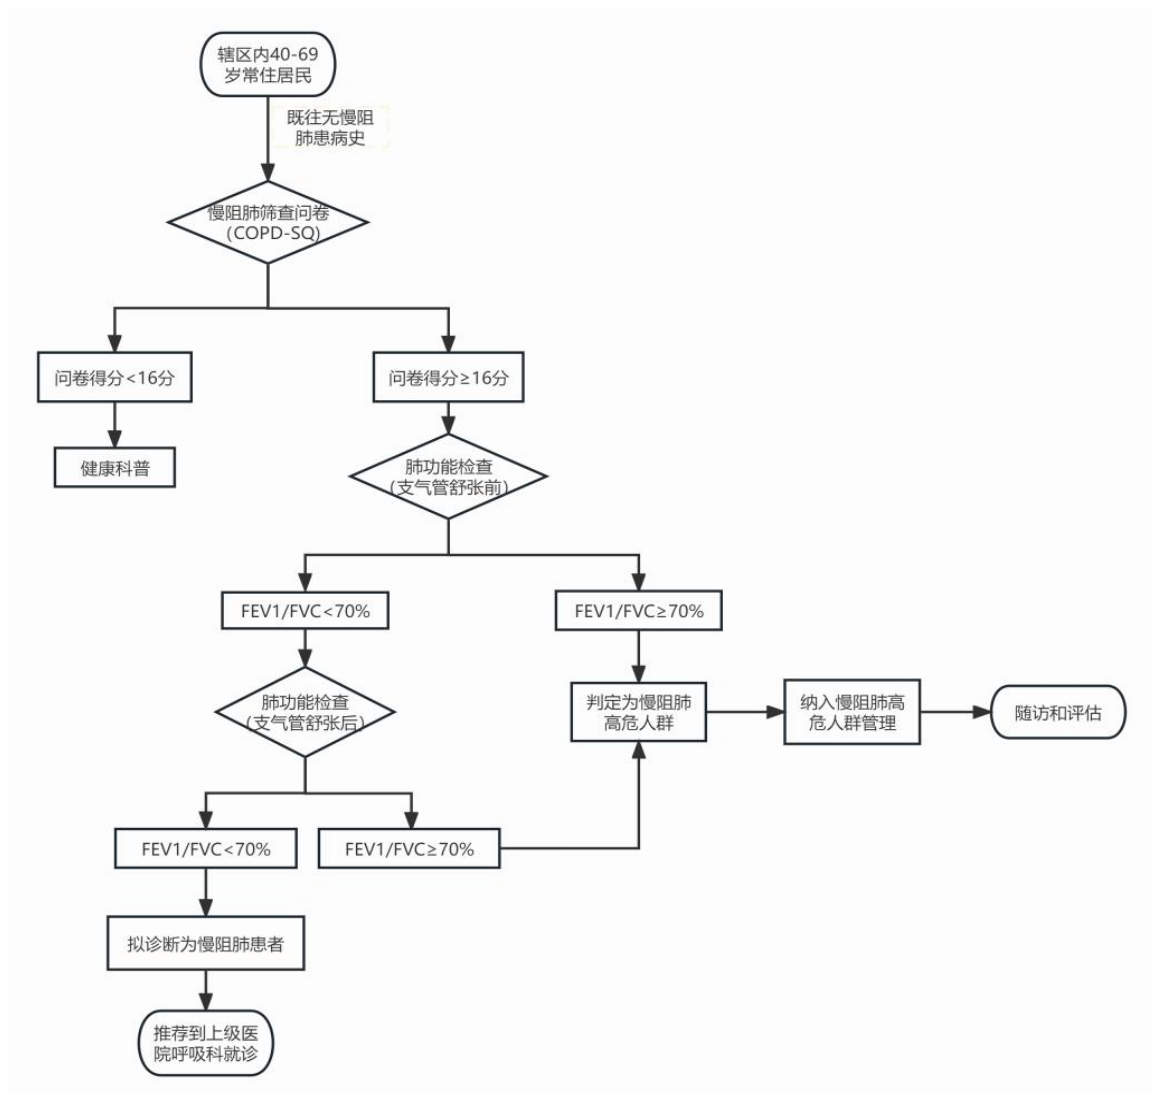 辖区内40-69
岁常住居民
既往无慢阻
肺患病史
慢阻肺筛查问卷
(COPD-SQ)
问卷得分<16分
问卷得分≥16分
健康科普
肺功能检查
（支气管舒张前）
FEV1/FVC<70%
FEV1/FVC≥70%
肺功能检查
（支气管舒张后）
判定为慢阻肺
高危人群
纳入慢阻肺高
危人群管理
随访和评估
FEV1/FVC<70%
FEV1/FVC≥70%
拟诊断为慢阻肺患者
推荐到上级医
院呼吸科就诊